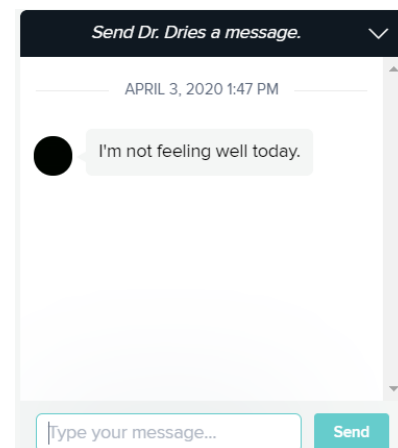 Send Dr. Dries a message.
APRIL 3, 2020 1:47 PM
I'm not feeling well today.
Type your message...
Send